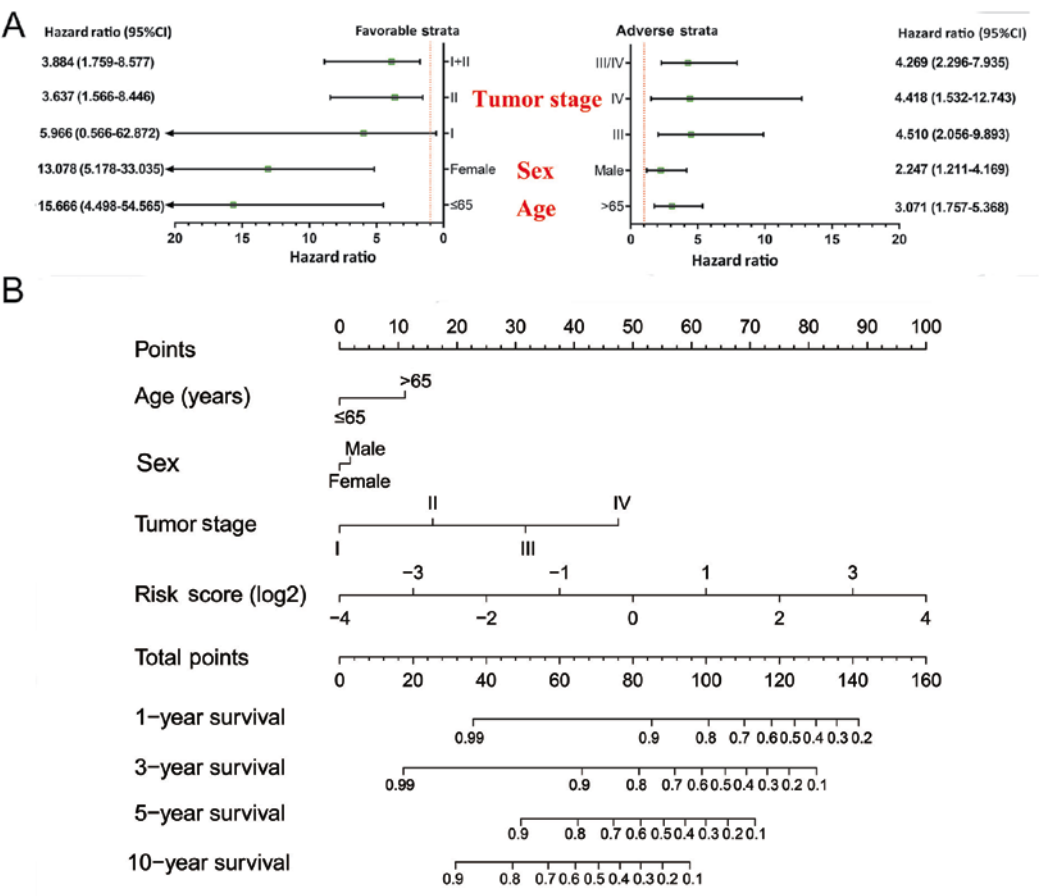 A
Hazard ratio (95%CI) Favorable strata Adverse strata Hazard ratio (95%CI)
3.884 (1.759-8.577) I+II III/IV 4.269 (2.296-7.935)
3.637 (1.566-8.446) II Tumor stage IV 4.418 (1.532-12.743)
5.966 (0.566-62.872) I III 4.510 (2.056-9.893)
13.078 (5.178-33.035) Female Sex Male 2.247 (1.211-4.169)
15.666 (4.498-54.565) ≤65 Age >65 3.071 (1.757-5.368)
20 15 10 5 0 0 5 10 15 20
Hazard ratio Hazard ratio
B
0 10 20 30 40 50 60 70 80 90 100
Points
>65
Age (years)
≤65
Male
Sex
Female
II IV
Tumor stage
I III
−3 −1 1 3
Risk score (log2)
−4 −2 0 2 4
Total points
0 20 40 60 80 100 120 140 160
1−year survival
0.99 0.9 0.8 0.7 0.6 0.5 0.4 0.3 0.2
3−year survival
0.99 0.9 0.8 0.7 0.6 0.5 0.4 0.3 0.2 0.1
5−year survival
0.9 0.8 0.7 0.6 0.5 0.4 0.3 0.2 0.1
10−year survival
0.9 0.8 0.7 0.6 0.5 0.4 0.3 0.2 0.1